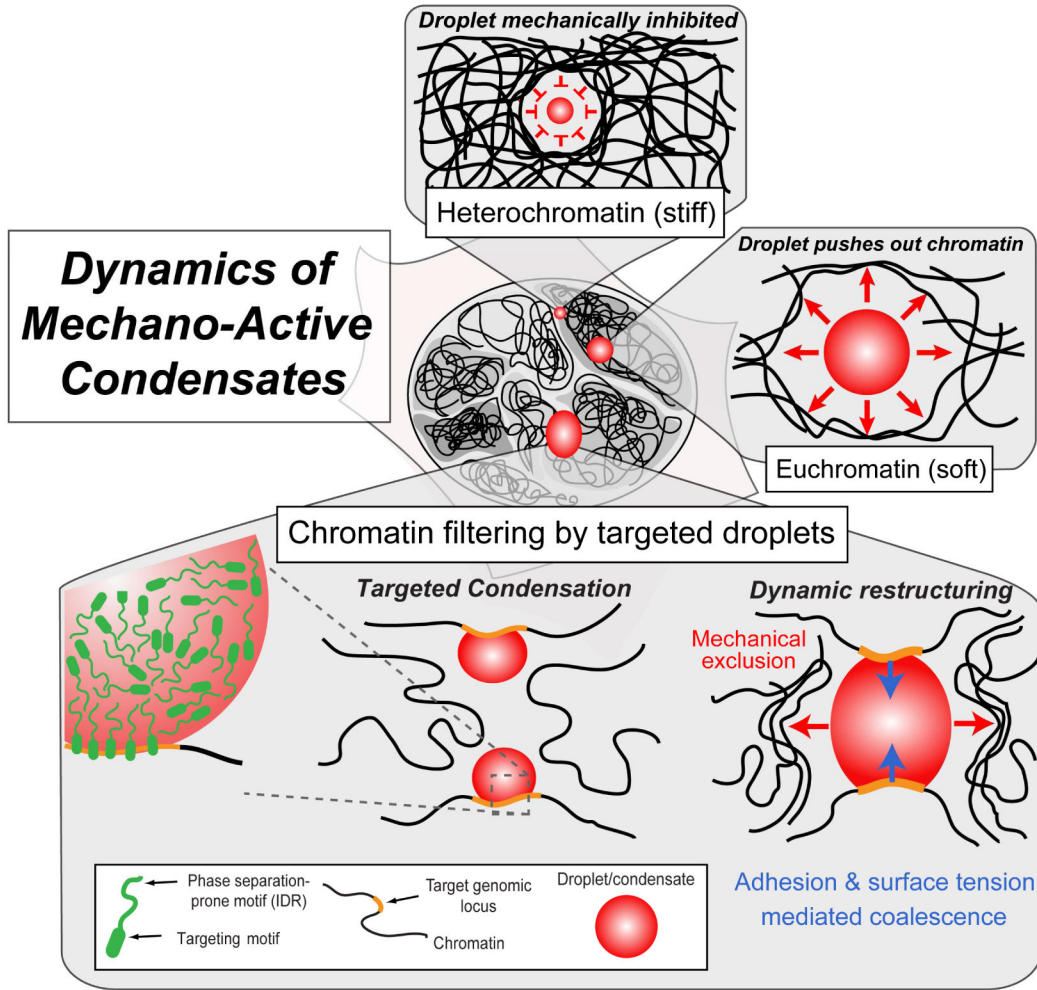 Droplet mechanically inhibited
Heterochromatin (stiff)
Dynamics of
Mechano-Active
Condensates
Droplet pushes out chromatin
Euchromatin (soft)
Chromatin filtering by targeted droplets
Targeted Condensation
Dynamic restructuring
Mechanical
exclusion
Adhesion & surface tension
mediated coalescence
Phase separation-
prone motif (IDR)
Targeting motif
Target genomic
locus
Chromatin
Droplet/condensate